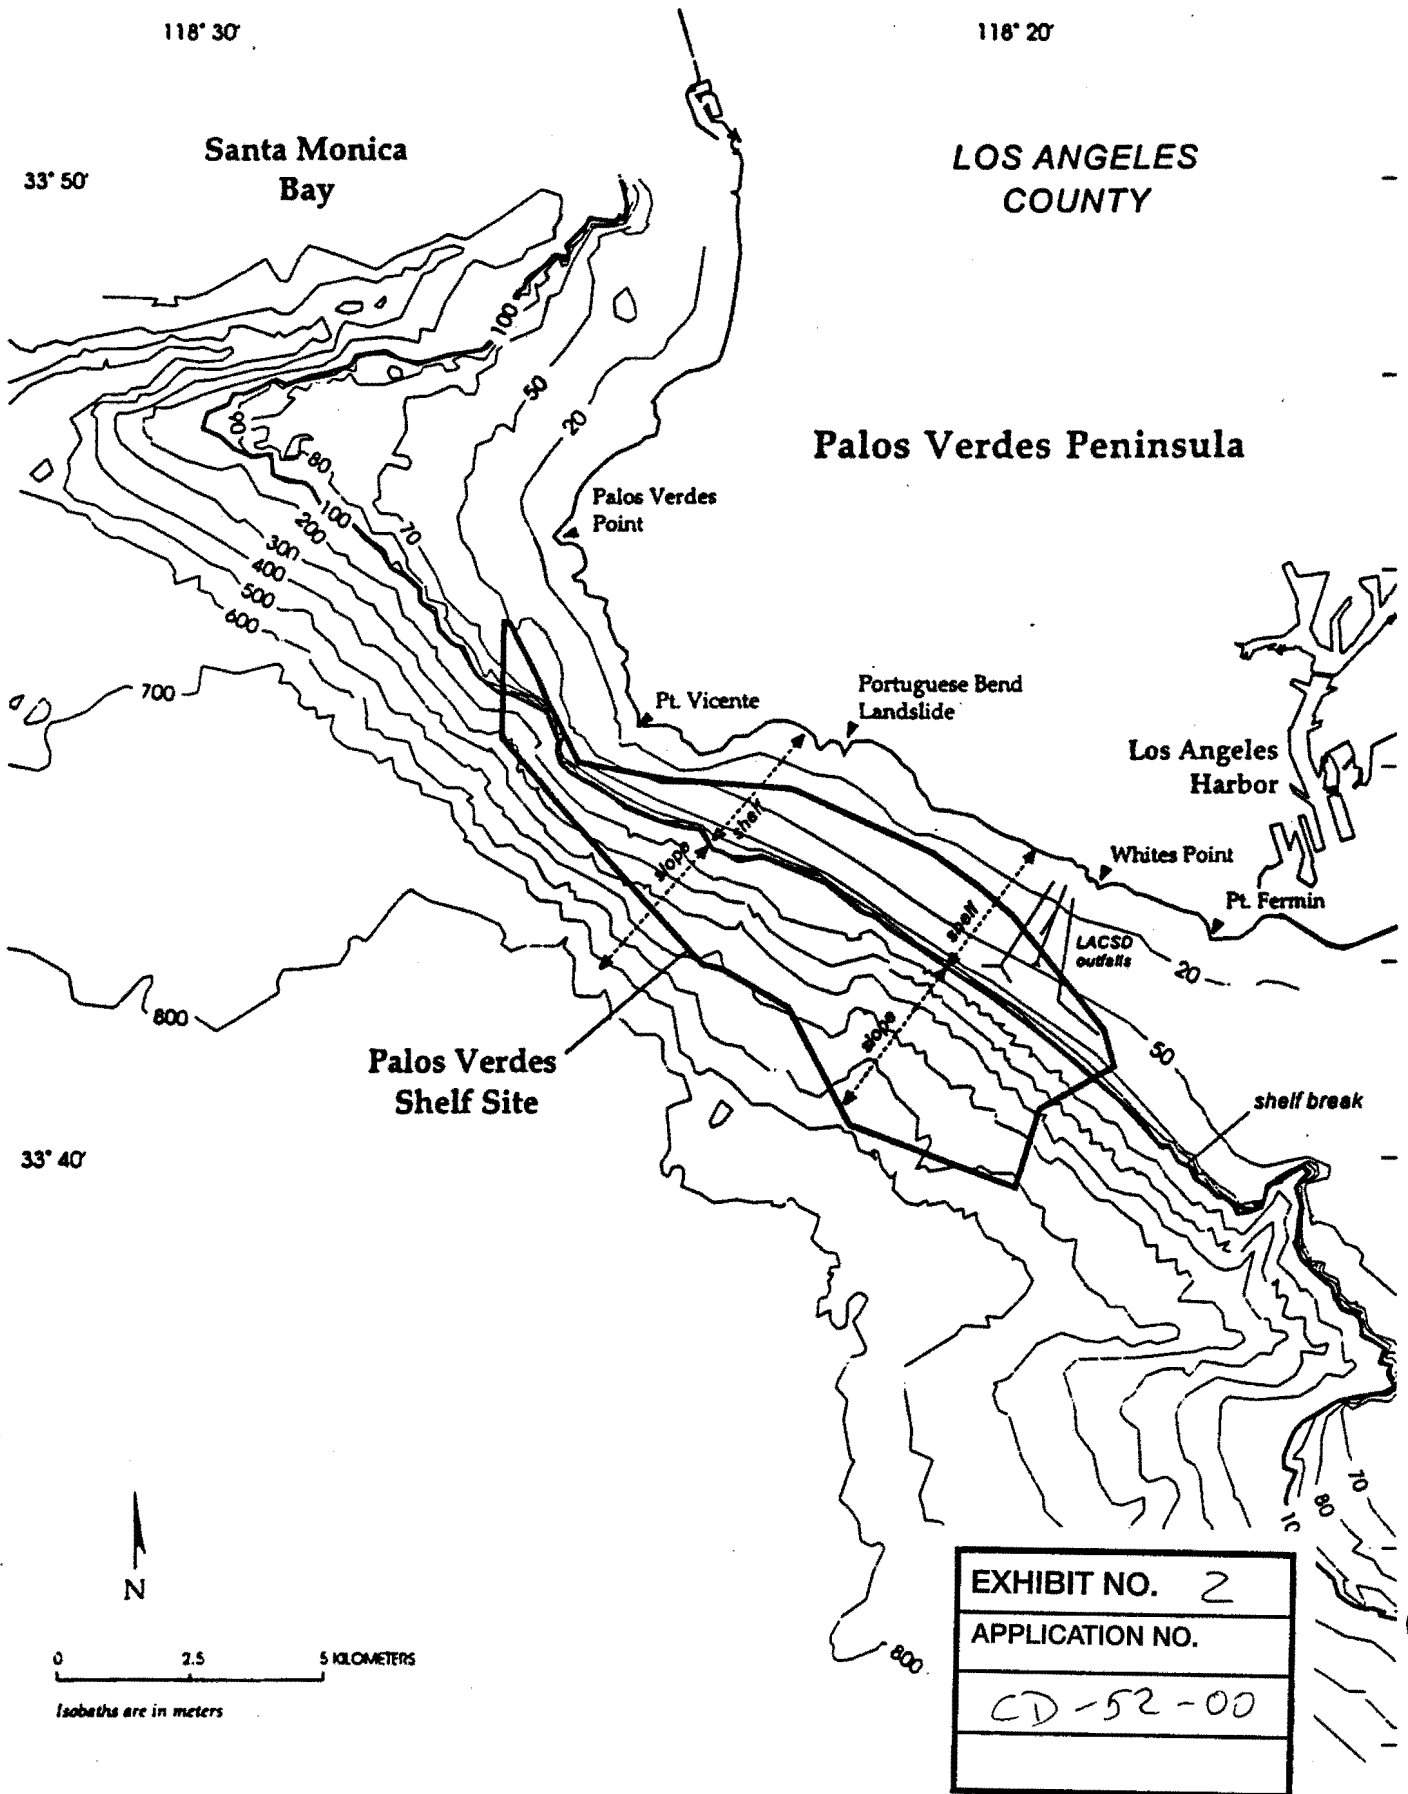 118° 30'
118° 20'
Santa Monica
Bay
LOS ANGELES
COUNTY
33° 50'
100
50
20
Palos Verdes Peninsula
90
80
Palos Verdes
Point
100
70
200
300
400
500
600
700
Pt. Vicente
Portuguese Bend
Landslide
Los Angeles
Harbor
shelf
slope
Whites Point
Pt. Fermin
shelf
LACSD
outfalls
20
800
slope
50
Palos Verdes
Shelf Site
shelf break
33° 40'
70
80
10
N
EXHIBIT NO. 2
APPLICATION NO.
CD-52-00
800
0 2.5 5 KILOMETERS
Isobaths are in meters